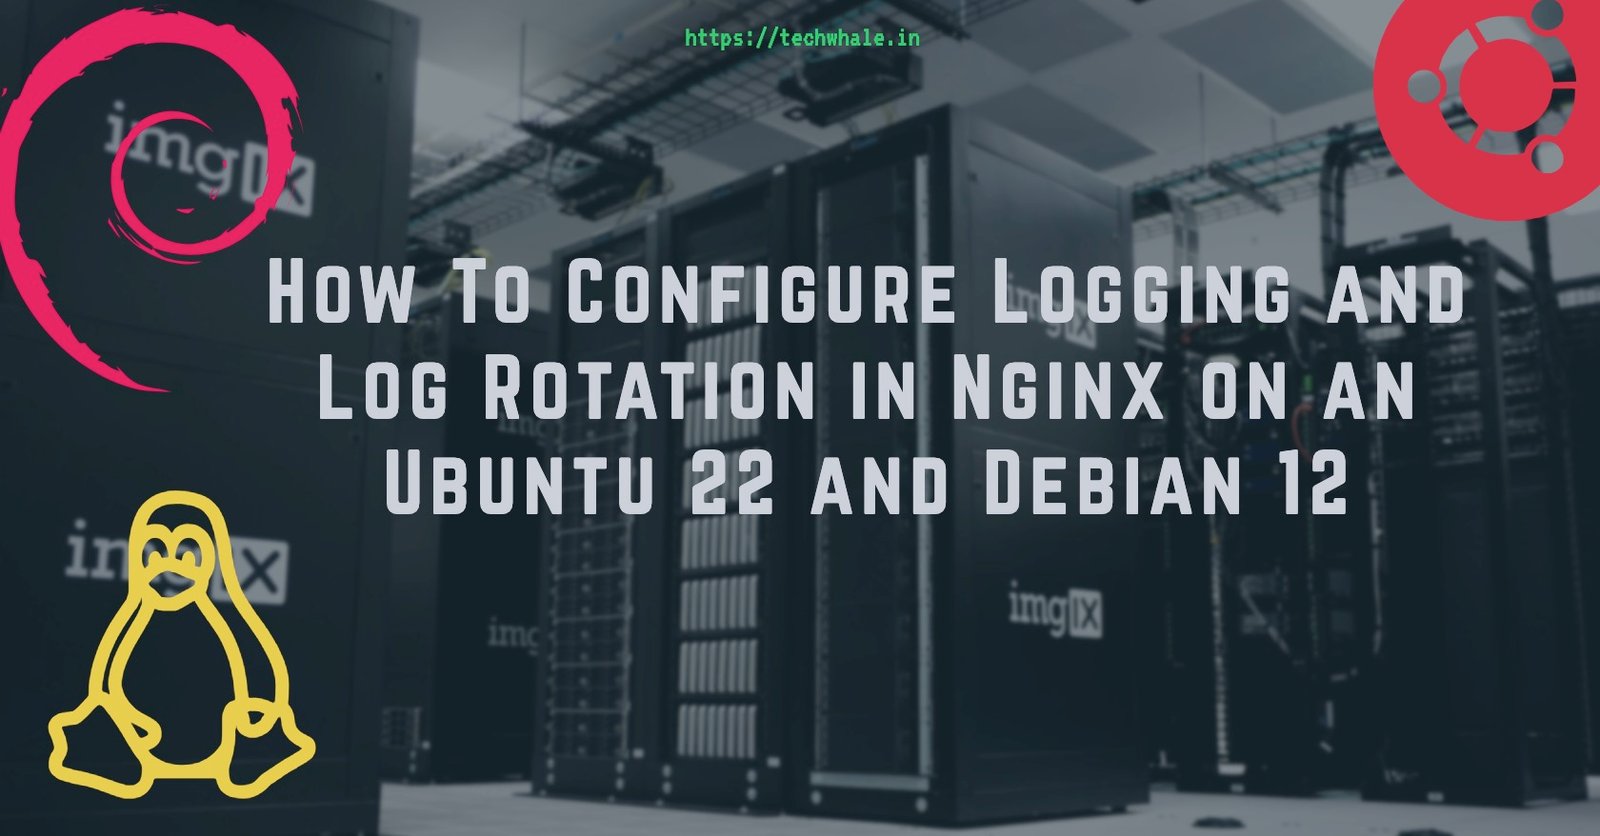 https://techwhale.in
imgIX
How To Configure Logging and
imgIX
Log Rotation in Nginx on an
Ubuntu 22 and Debian 12
imgIX
imgIX
img